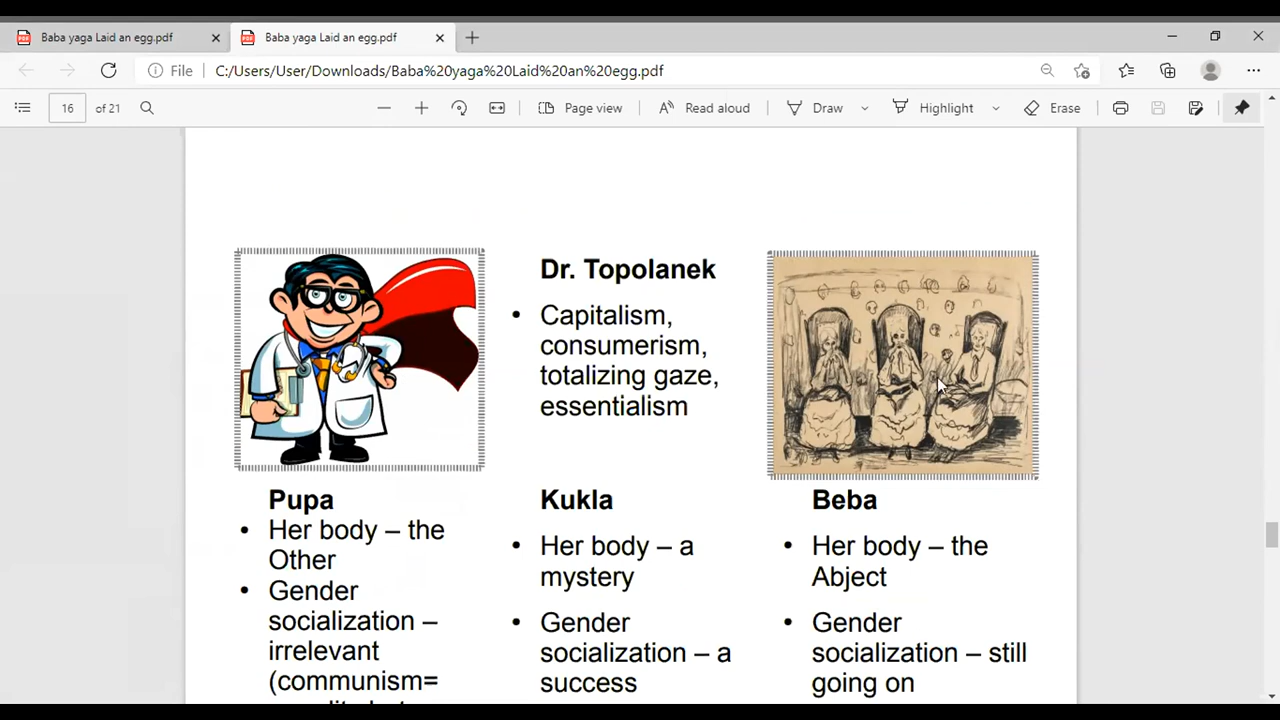 Baba yaga Laid an egg.pdf
Baba yaga Laid an egg.pdf
File C:/Users/User/Downloads/Baba%20yaga%20Laid%20an%20egg.pdf
16 of 21
Page view
Read aloud
Draw
Highlight
Erase
Dr. Topolanek
• Capitalism,
consumerism,
totalizing gaze,
essentialism
Pupa
• Her body – the
Other
• Gender
socialization –
irrelevant
(communism=
Kukla
• Her body – a
mystery
• Gender
socialization – a
success
Beba
• Her body – the
Abject
• Gender
socialization – still
going on